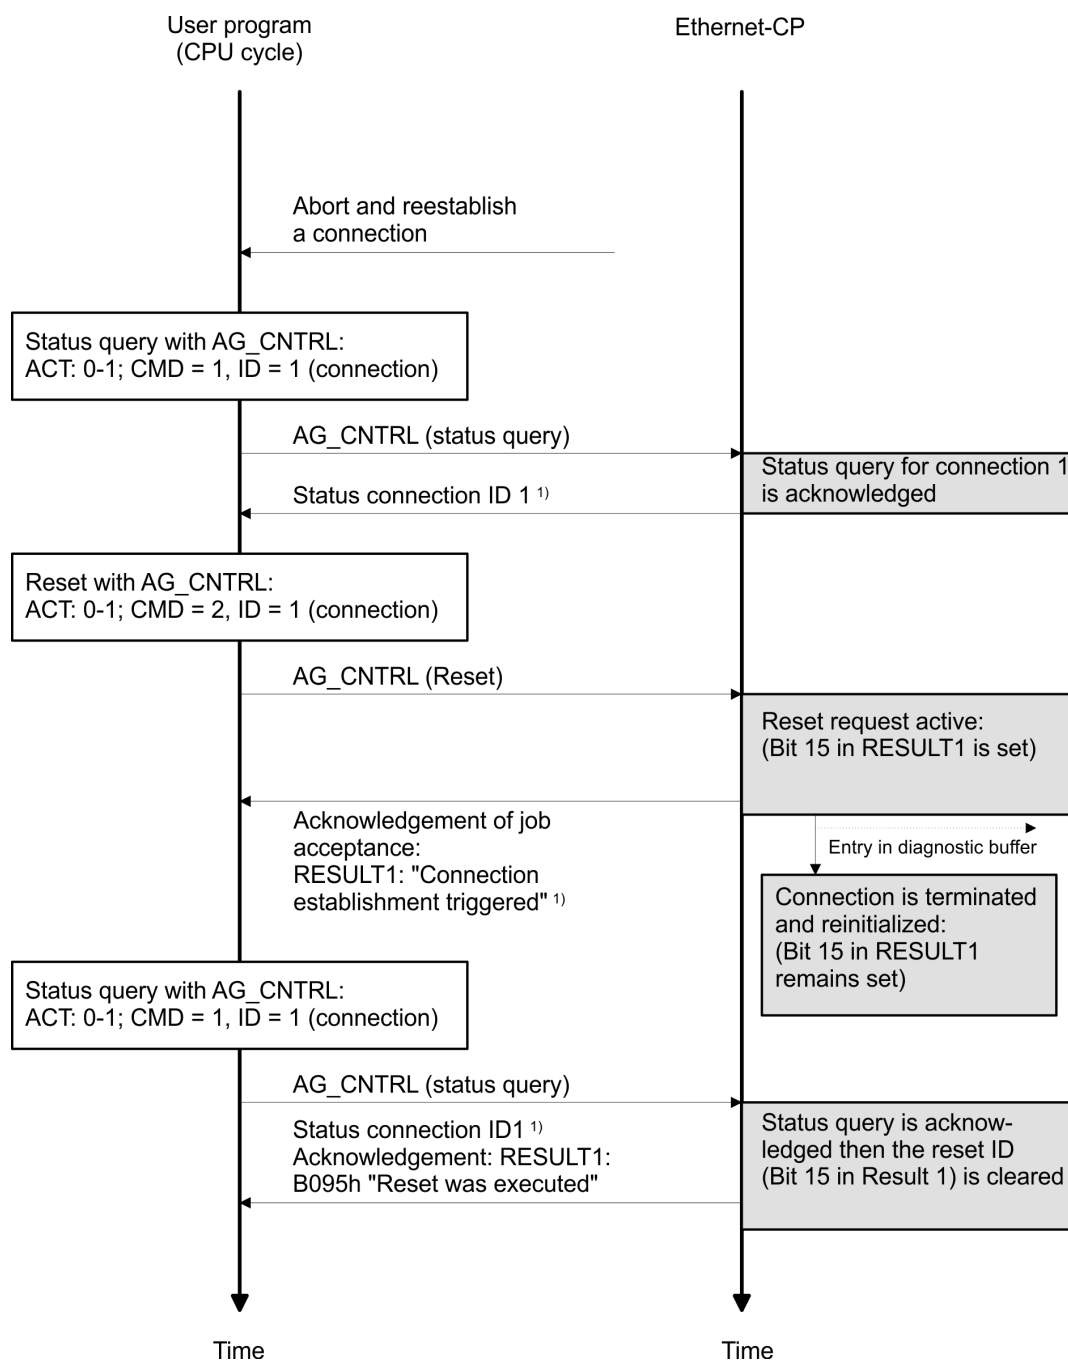 User program
(CPU cycle)
Ethernet-CP
Abort and reestablish
a connection
Status query with AG_CNTRL:
ACT: 0-1; CMD = 1, ID = 1 (connection)
AG_CNTRL (status query)
Status query for connection 1
is acknowledged
Status connection ID 1 1)
Reset with AG_CNTRL:
ACT: 0-1; CMD = 2, ID = 1 (connection)
AG_CNTRL (Reset)
Reset request active:
(Bit 15 in RESULT1 is set)
Acknowledgement of job
acceptance:
RESULT1: "Connection
establishment triggered" 1)
Entry in diagnostic buffer
Connection is terminated
and reinitialized:
(Bit 15 in RESULT1
remains set)
Status query with AG_CNTRL:
ACT: 0-1; CMD = 1, ID = 1 (connection)
AG_CNTRL (status query)
Status connection ID1 1)
Acknowledgement: RESULT1:
B095h "Reset was executed"
Status query is acknow-
ledged then the reset ID
(Bit 15 in Result 1) is cleared
Time
Time